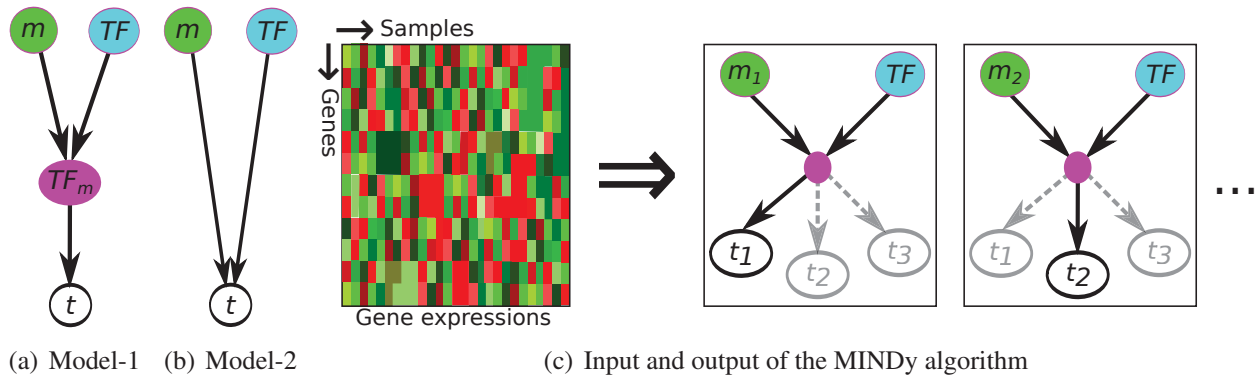 m TF
TF_m
t
m TF
t
Samples
Genes
Gene expressions
⇒
m_1 TF
t_1 t_2 t_3
m_2 TF
t_1 t_2 t_3
...
(a) Model-1 (b) Model-2 (c) Input and output of the MINDy algorithm